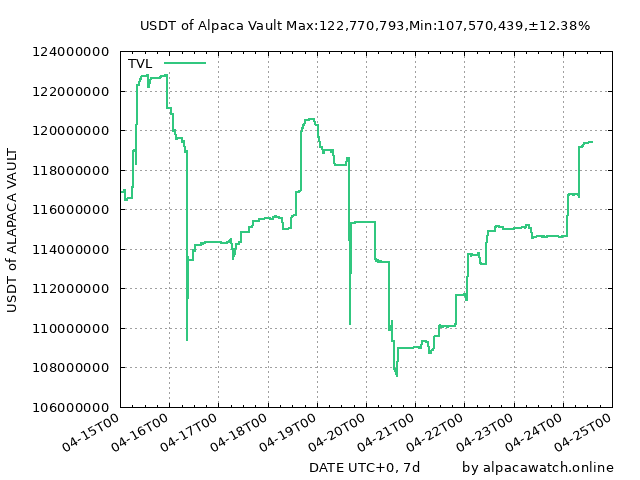 USDT of Alpaca Vault Max:122,770,793,Min:107,570,439,±12.38%
TVL
124000000
122000000
120000000
118000000
116000000
114000000
112000000
110000000
108000000
106000000
USDT of ALAPACA VAULT
04-15T00
04-16T00
04-17T00
04-18T00
04-19T00
04-20T00
04-21T00
04-22T00
04-23T00
04-24T00
04-25T00
DATE UTC+0, 7d
by alpacawatch.online